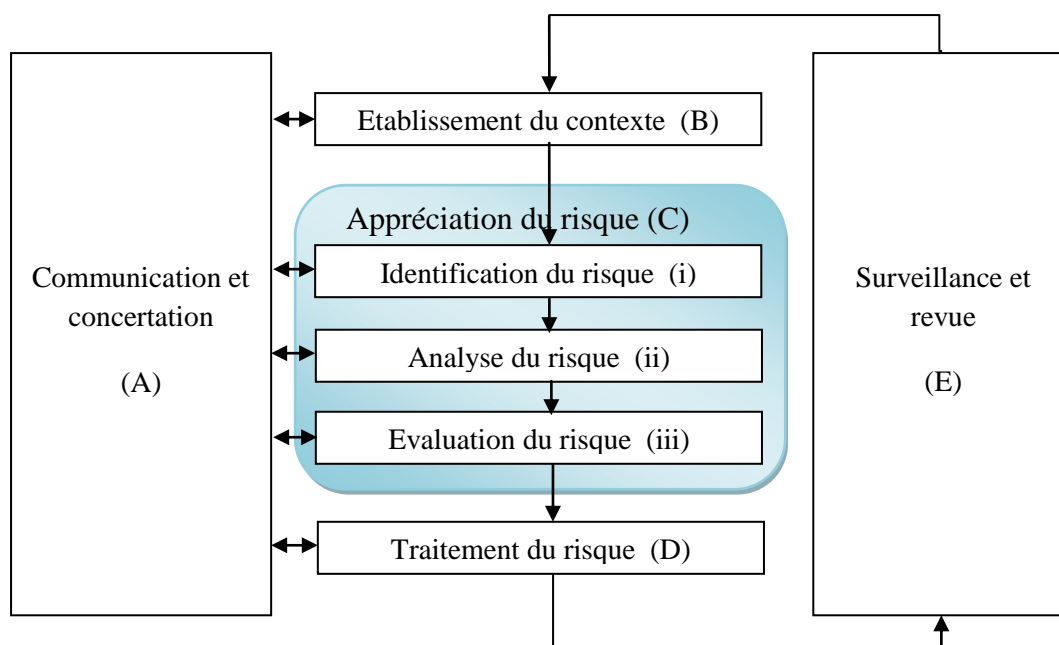 Communication et
concertation
(A)
Etablissement du contexte (B)
Appréciation du risque (C)
Identification du risque (i)
Analyse du risque (ii)
Evaluation du risque (iii)
Traitement du risque (D)
Surveillance et
revue
(E)